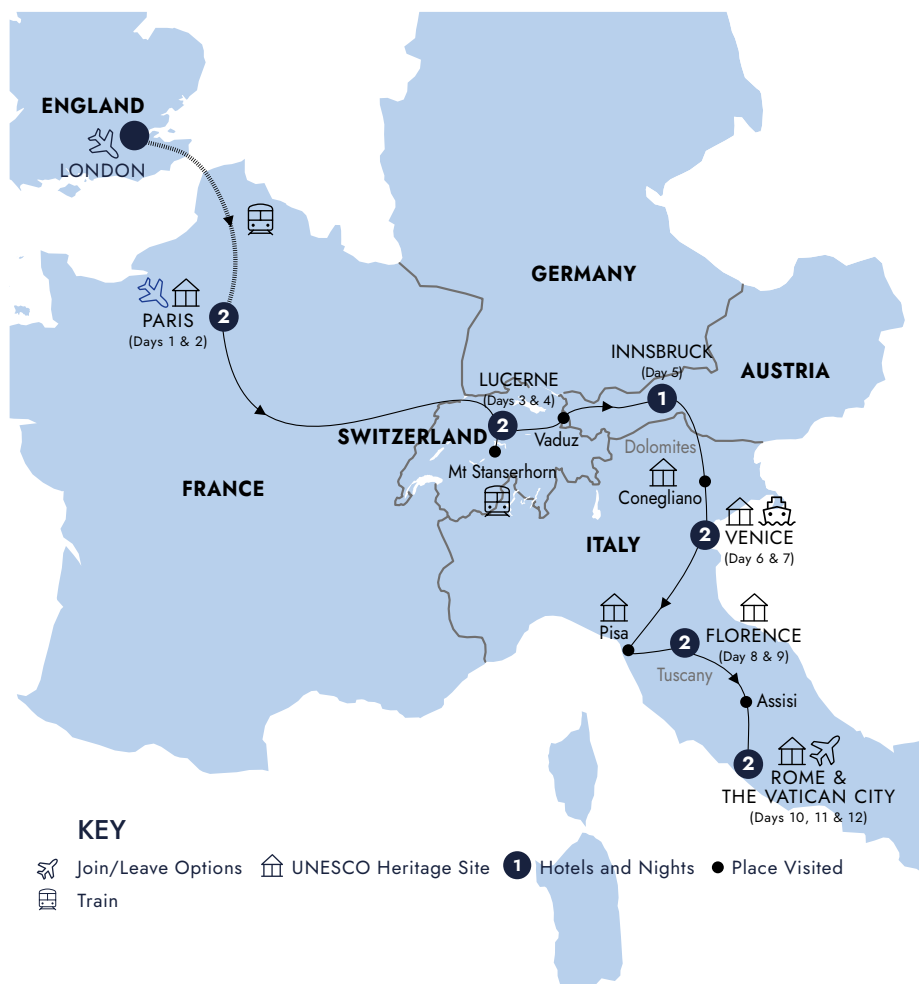 ENGLAND
LONDON
PARIS
(Days 1 & 2)
2
GERMANY
INNSBRUCK
(Day 5)
1
AUSTRIA
LUCERNE
(Days 3 & 4)
2
SWITZERLAND
Vaduz
Mt Stanserhorn
Dolomites
Conegliano
FRANCE
ITALY
2
VENICE
(Day 6 & 7)
Pisa
2
FLORENCE
(Day 8 & 9)
Tuscany
Assisi
2
ROME &
THE VATICAN CITY
(Days 10, 11 & 12)
KEY
Join/Leave Options
UNESCO Heritage Site
1 Hotels and Nights
Place Visited
Train